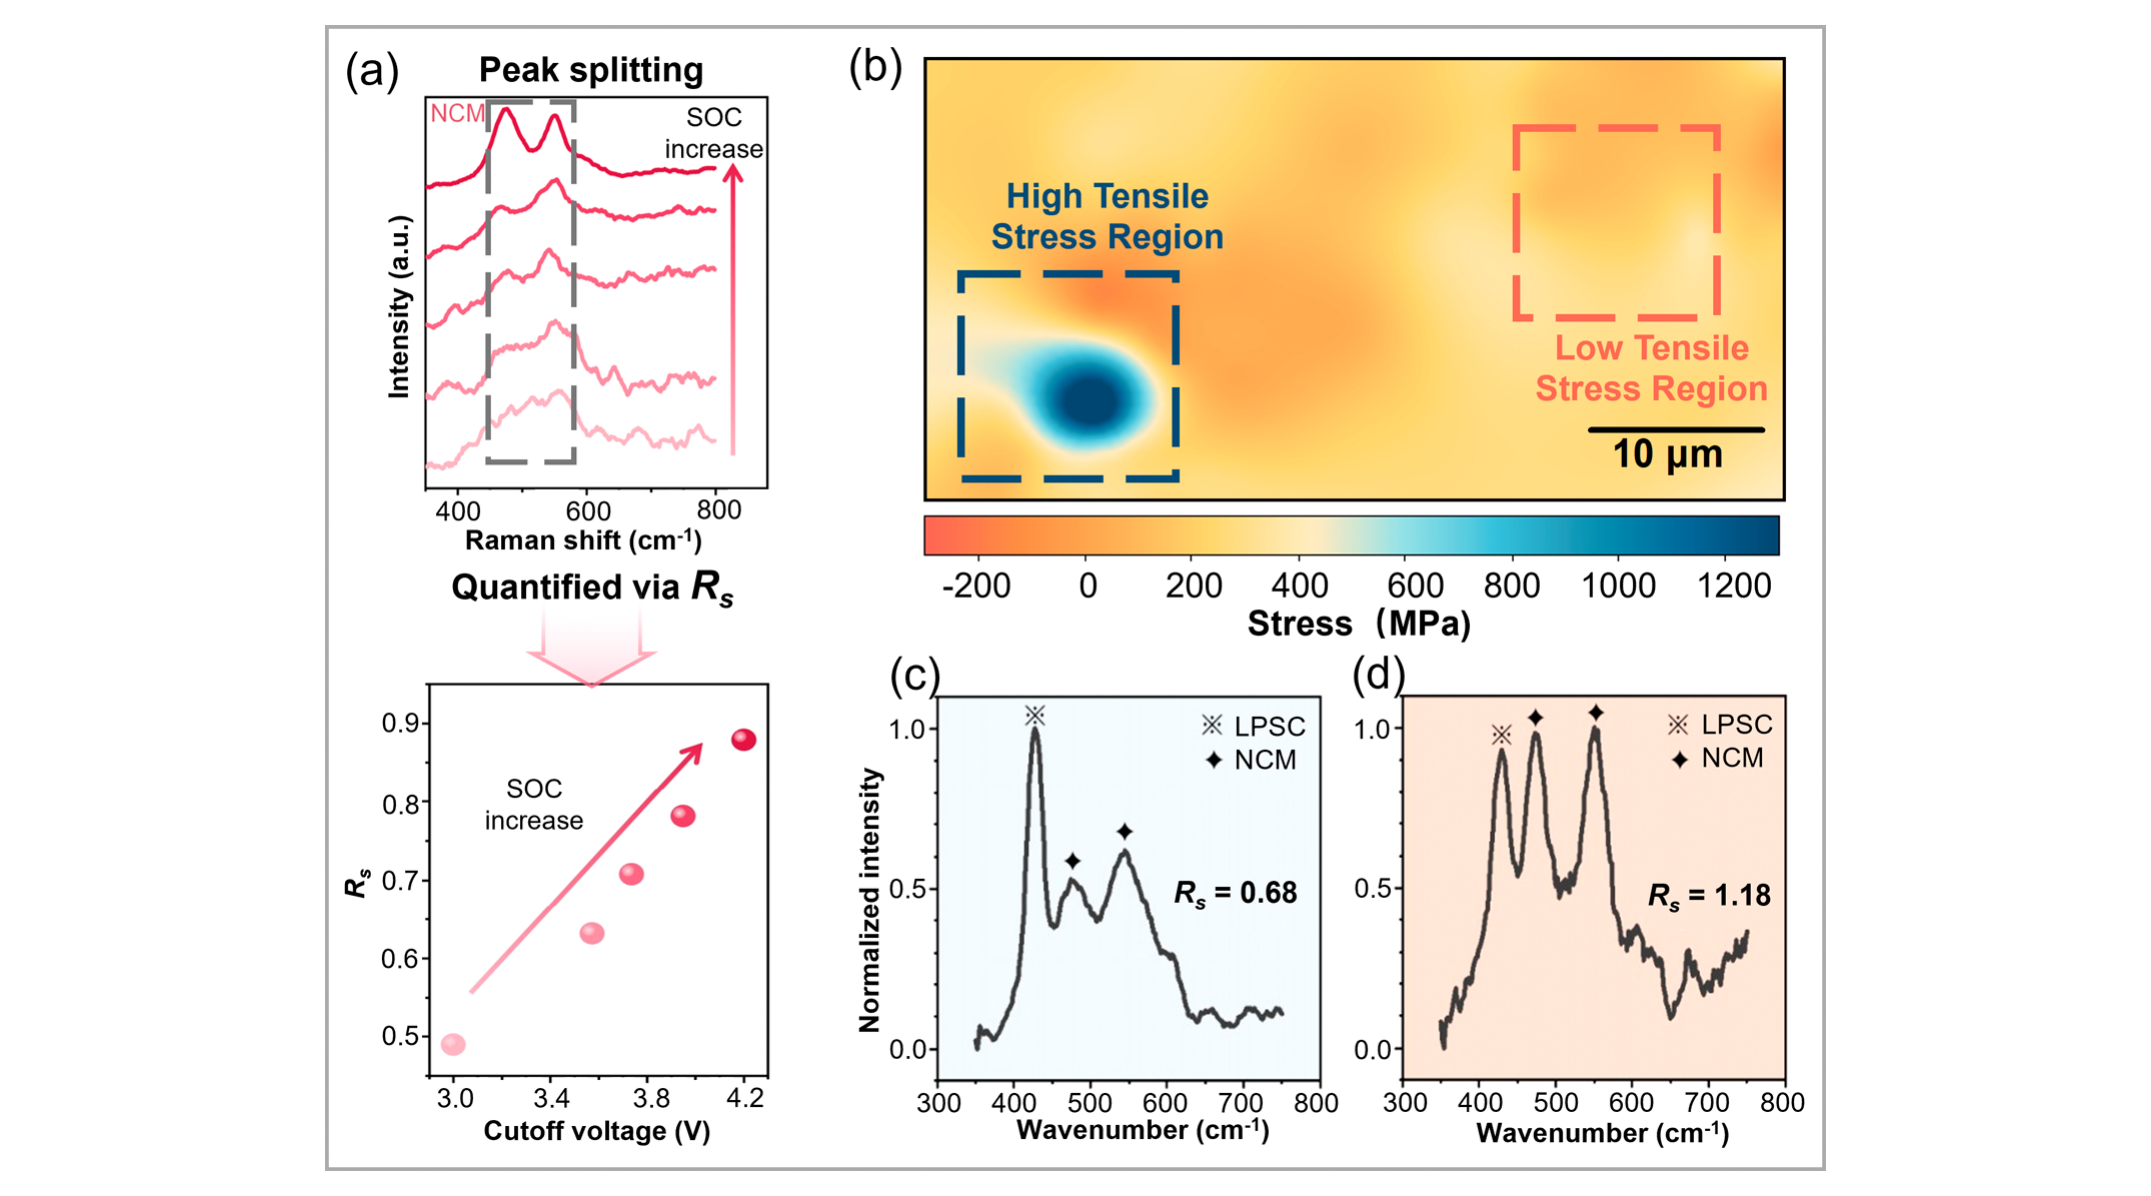 (a)
Peak splitting
NCM
SOC
increase
Intensity (a.u.)
400 600 800
Raman shift (cm⁻¹)
Quantified via Rₛ
0.9
0.8
0.7
0.6
0.5
Rₛ
SOC
increase
3.0 3.4 3.8 4.2
Cutoff voltage (V)
(b)
High Tensile
Stress Region
Low Tensile
Stress Region
10 μm
-200 0 200 400 600 800 1000 1200
Stress (MPa)
(c)
※ LPSC
✦ NCM
※
✦
✦
Rₛ = 0.68
1.0
0.5
0.0
Normalized intensity
300 400 500 600 700 800
Wavenumber (cm⁻¹)
(d)
※ LPSC
✦ NCM
※
✦
✦
Rₛ = 1.18
1.0
0.5
0.0
300 400 500 600 700 800
Wavenumber (cm⁻¹)